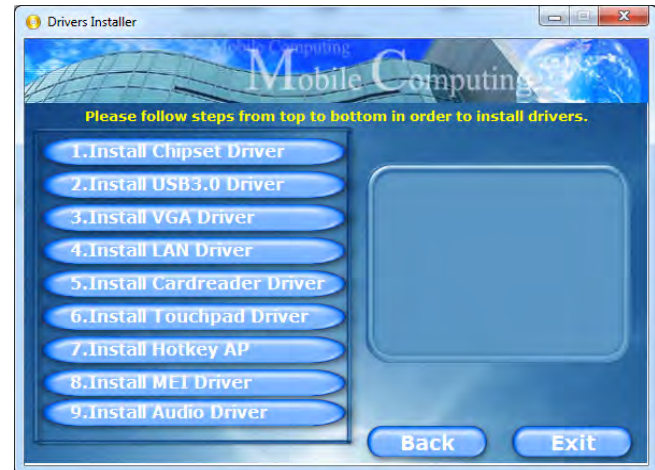 Drivers Installer
Mobile Computing
Mobile Computing
Please follow steps from top to bottom in order to install drivers.
1.Install Chipset Driver
2.Install USB3.0 Driver
3.Install VGA Driver
4.Install LAN Driver
5.Install Cardreader Driver
6.Install Touchpad Driver
7.Install Hotkey AP
8.Install MEI Driver
9.Install Audio Driver
Back
Exit